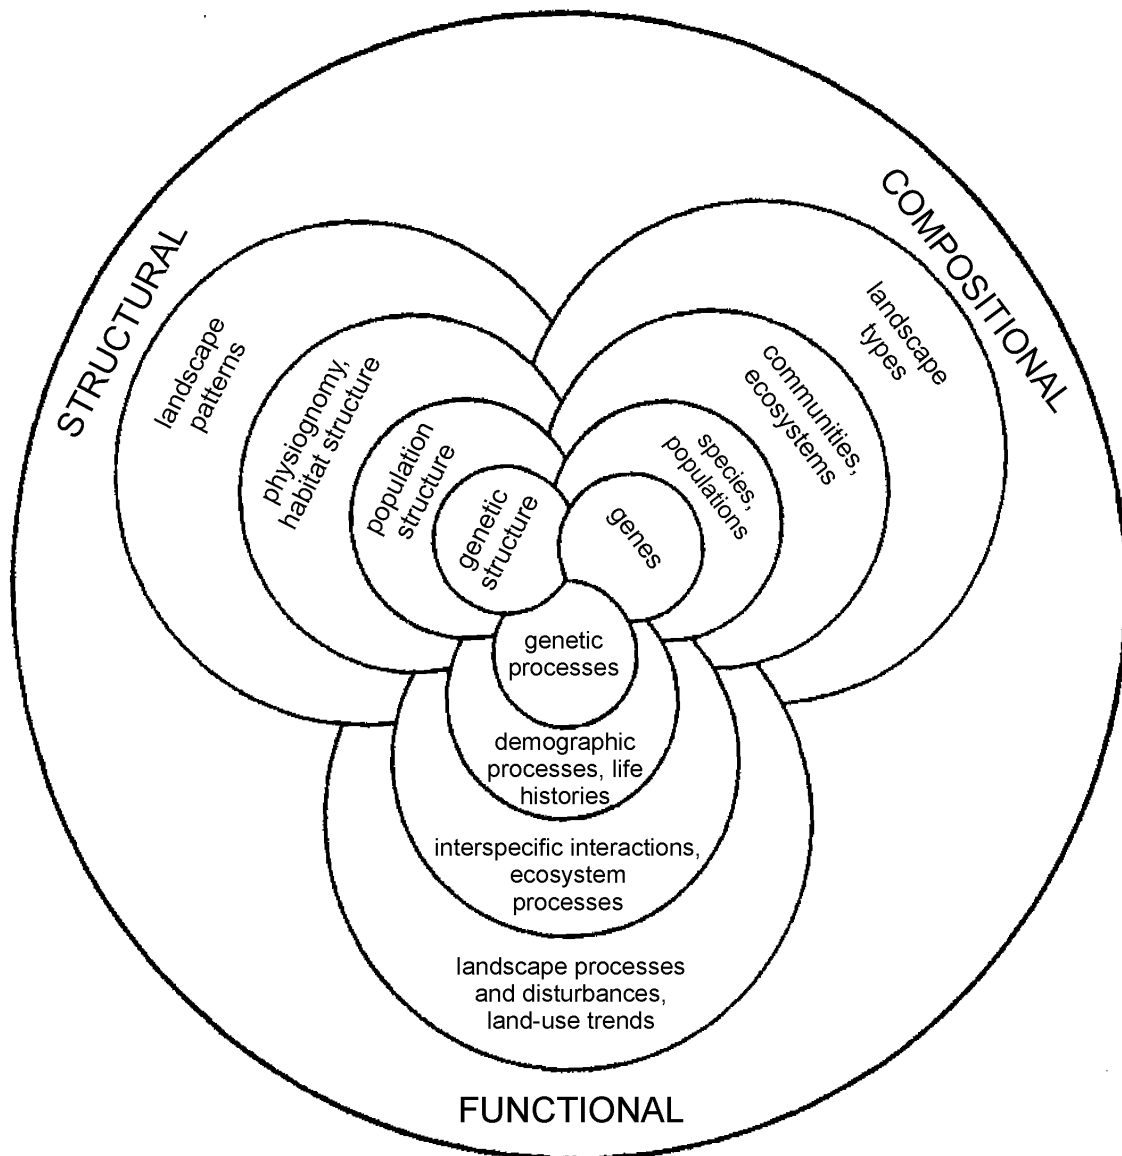 STRUCTURAL
landscape
patterns
physiognomy,
habitat structure
population
structure
genetic
structure
COMPOSITIONAL
landscape
types
communities,
ecosystems
species,
populations
genes
genetic
processes
demographic
processes, life
histories
interspecific interactions,
ecosystem
processes
landscape processes
and disturbances,
land-use trends
FUNCTIONAL